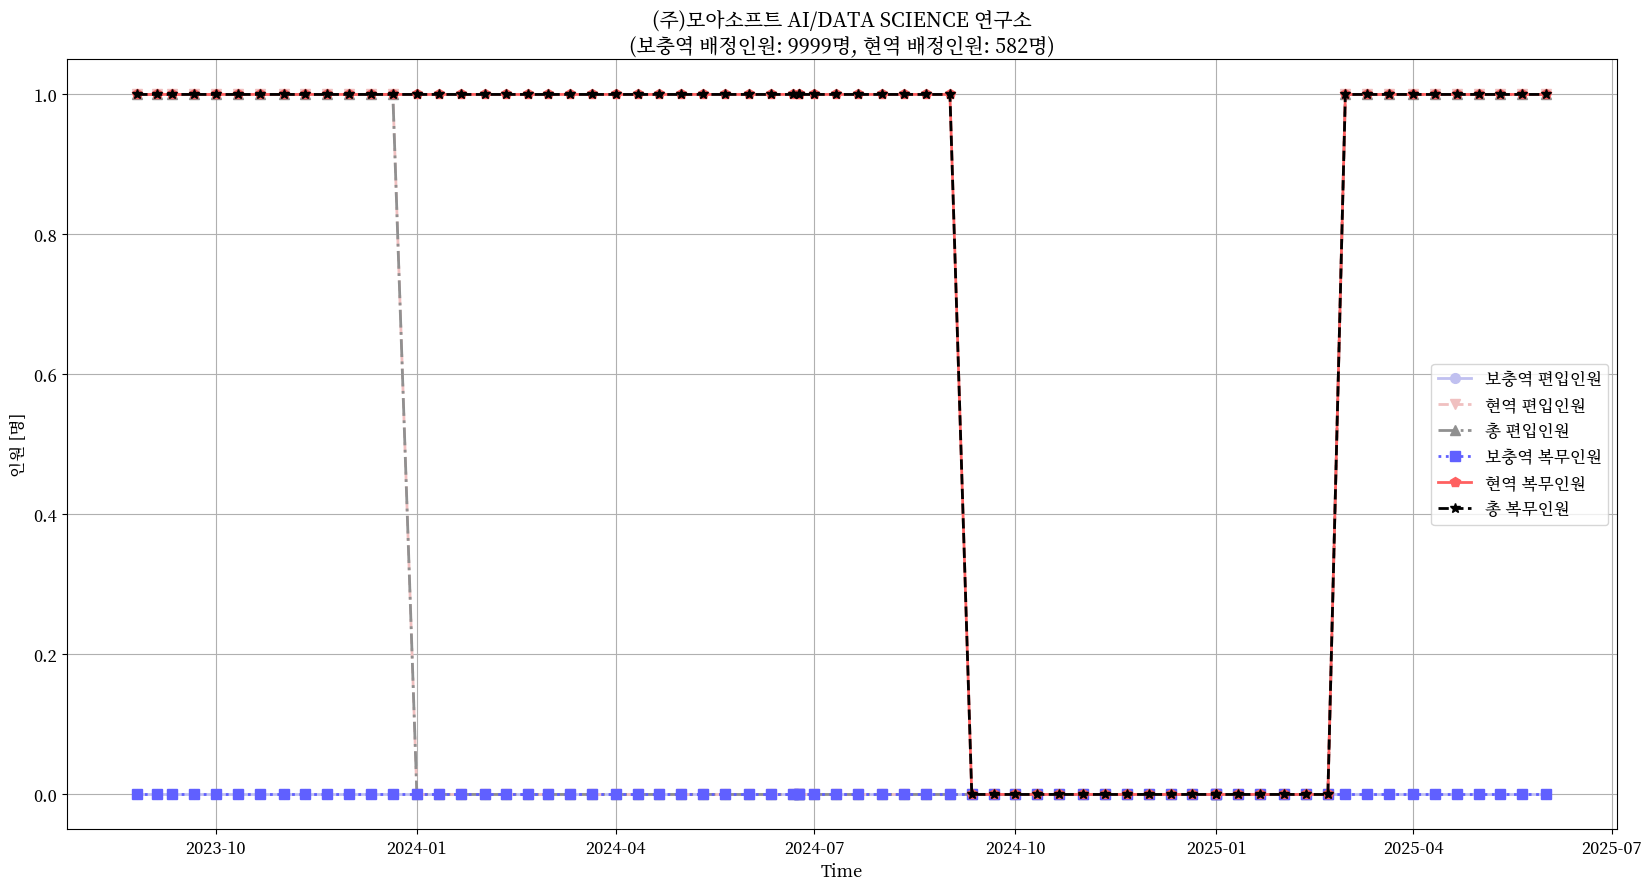 (주)모아소프트 AI/DATA SCIENCE 연구소
(보충역 배정인원: 9999명, 현역 배정인원: 582명)
인원 [명]
1.0
0.8
0.6
0.4
0.2
0.0
보충역 편입인원
현역 편입인원
총 편입인원
보충역 복무인원
현역 복무인원
총 복무인원
2023-10 2024-01 2024-04 2024-07 2024-10 2025-01 2025-04 2025-07
Time